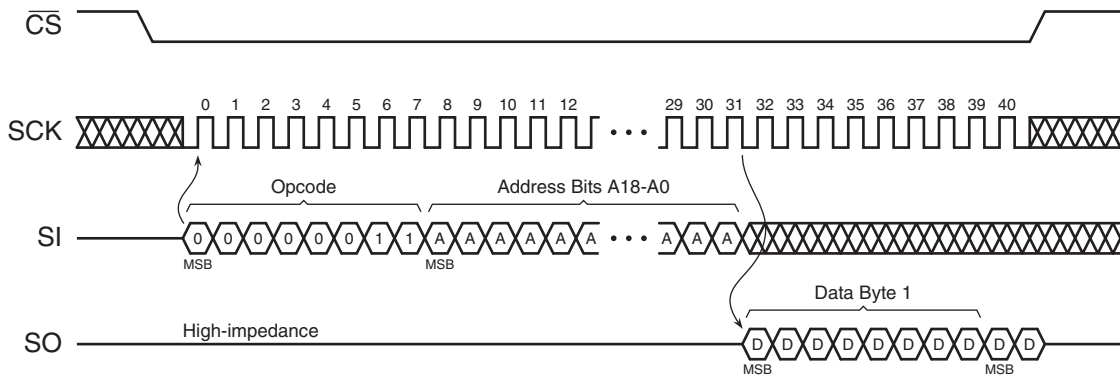 CS
0 1 2 3 4 5 6 7 8 9 10 11 12 29 30 31 32 33 34 35 36 37 38 39 40
SCK
Opcode Address Bits A18-A0
SI 0 0 0 0 0 0 1 1 A A A A A A A A A
MSB MSB
Data Byte 1
High-impedance
SO D D D D D D D D D D
MSB MSB